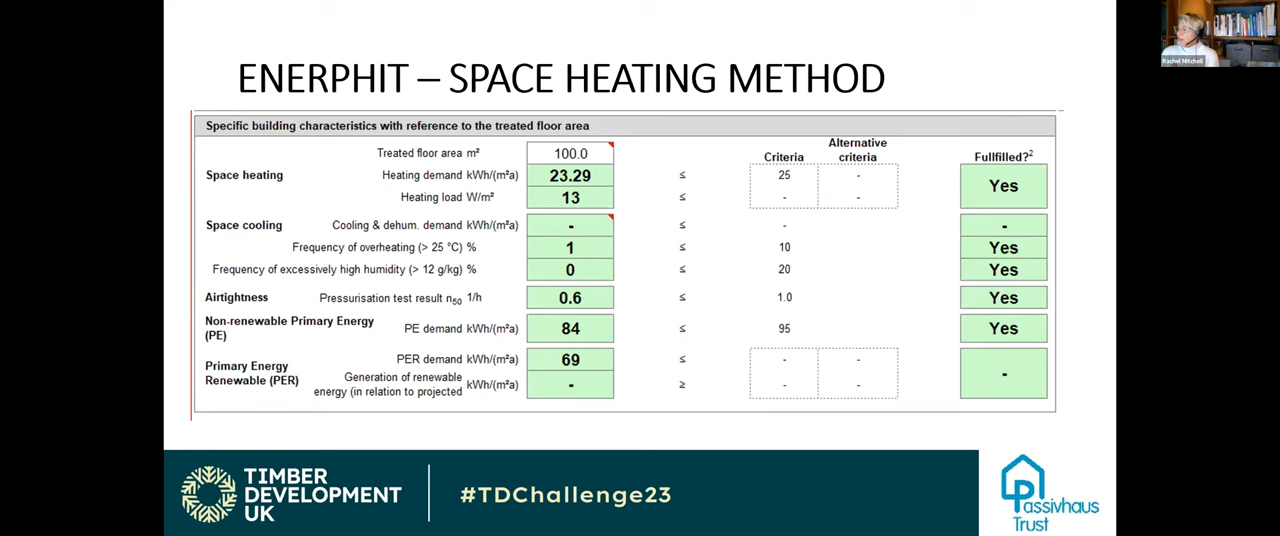 Rachel Mitchell
ENERPHIT – SPACE HEATING METHOD
Specific building characteristics with reference to the treated floor area
Treated floor area m² 100.0 Criteria Alternative criteria Fullfilled?²
Space heating Heating demand kWh/(m²a) 23.29 ≤ 25 - Yes
Heating load W/m² 13 ≤ - -
Space cooling Cooling & dehum. demand kWh/(m²a) - ≤ - -
Frequency of overheating (> 25 °C) % 1 ≤ 10 Yes
Frequency of excessively high humidity (> 12 g/kg) % 0 ≤ 20 Yes
Airtightness Pressurisation test result n50 1/h 0.6 ≤ 1.0 Yes
Non-renewable Primary Energy (PE) PE demand kWh/(m²a) 84 ≤ 95 Yes
Primary Energy Renewable (PER) PER demand kWh/(m²a) 69 ≤ - - -
Generation of renewable energy (in relation to projected kWh/(m²a) - ≥ - -
TIMBER
DEVELOPMENT
UK
#TDChallenge23
Passivhaus
Trust